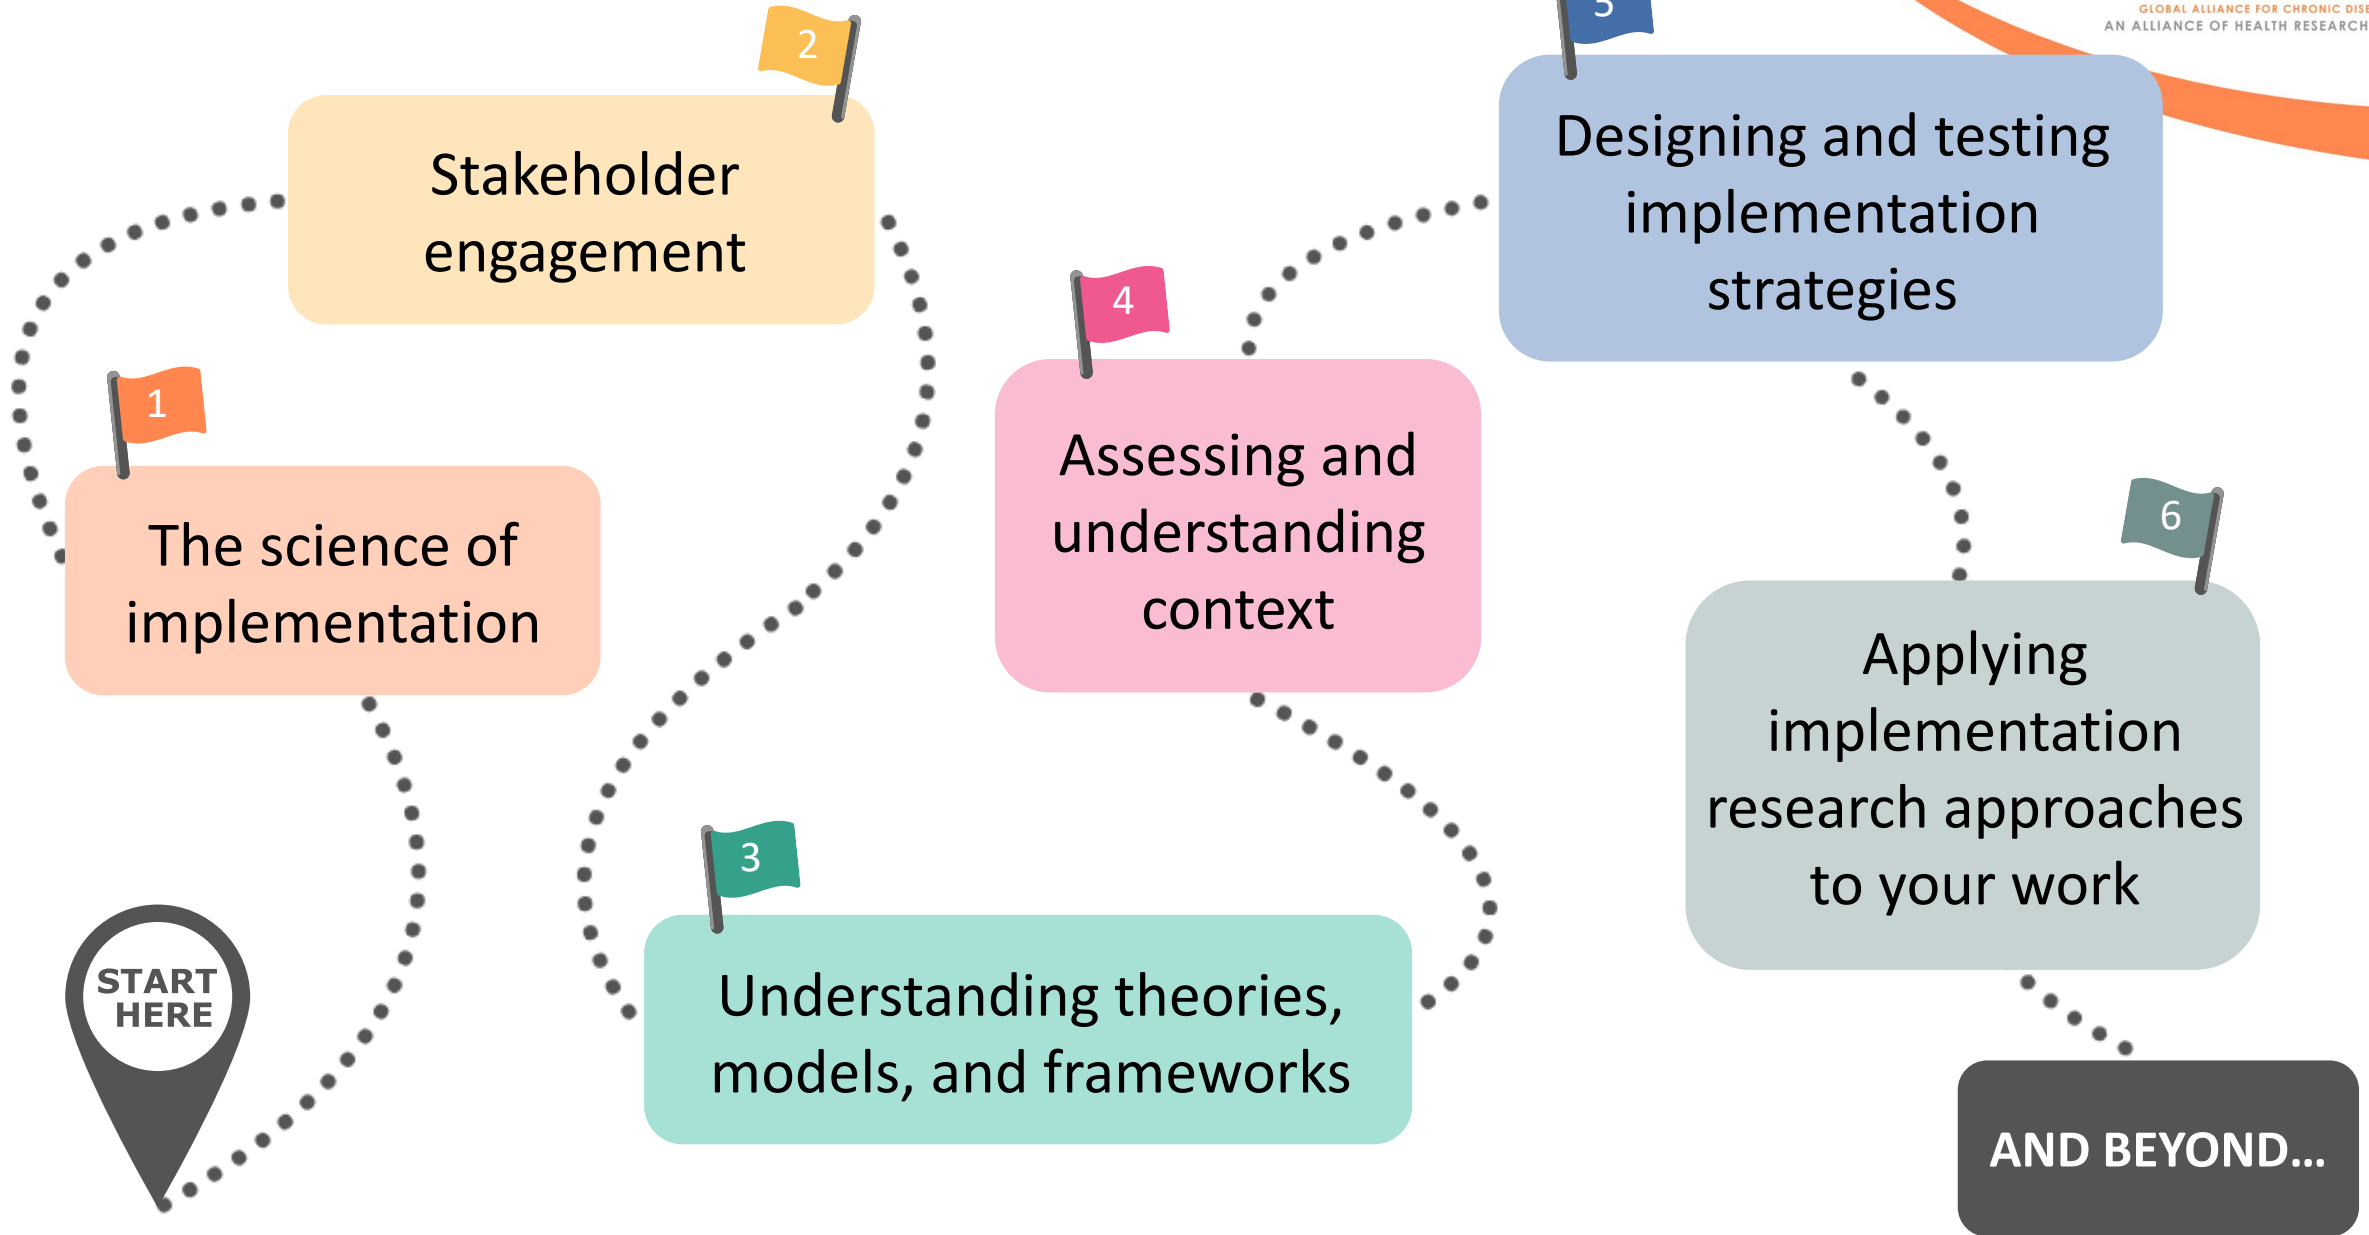 GLOBAL ALLIANCE FOR CHRONIC
AN ALLIANCE OF HEALTH
2
Stakeholder
engagement
1
The science of
implementation
START
HERE
3
Understanding theories,
models, and frameworks
4
Assessing and
understanding
context
5
Designing and testing
implementation
strategies
6
Applying
implementation
research approaches
to your work
AND BEYOND...